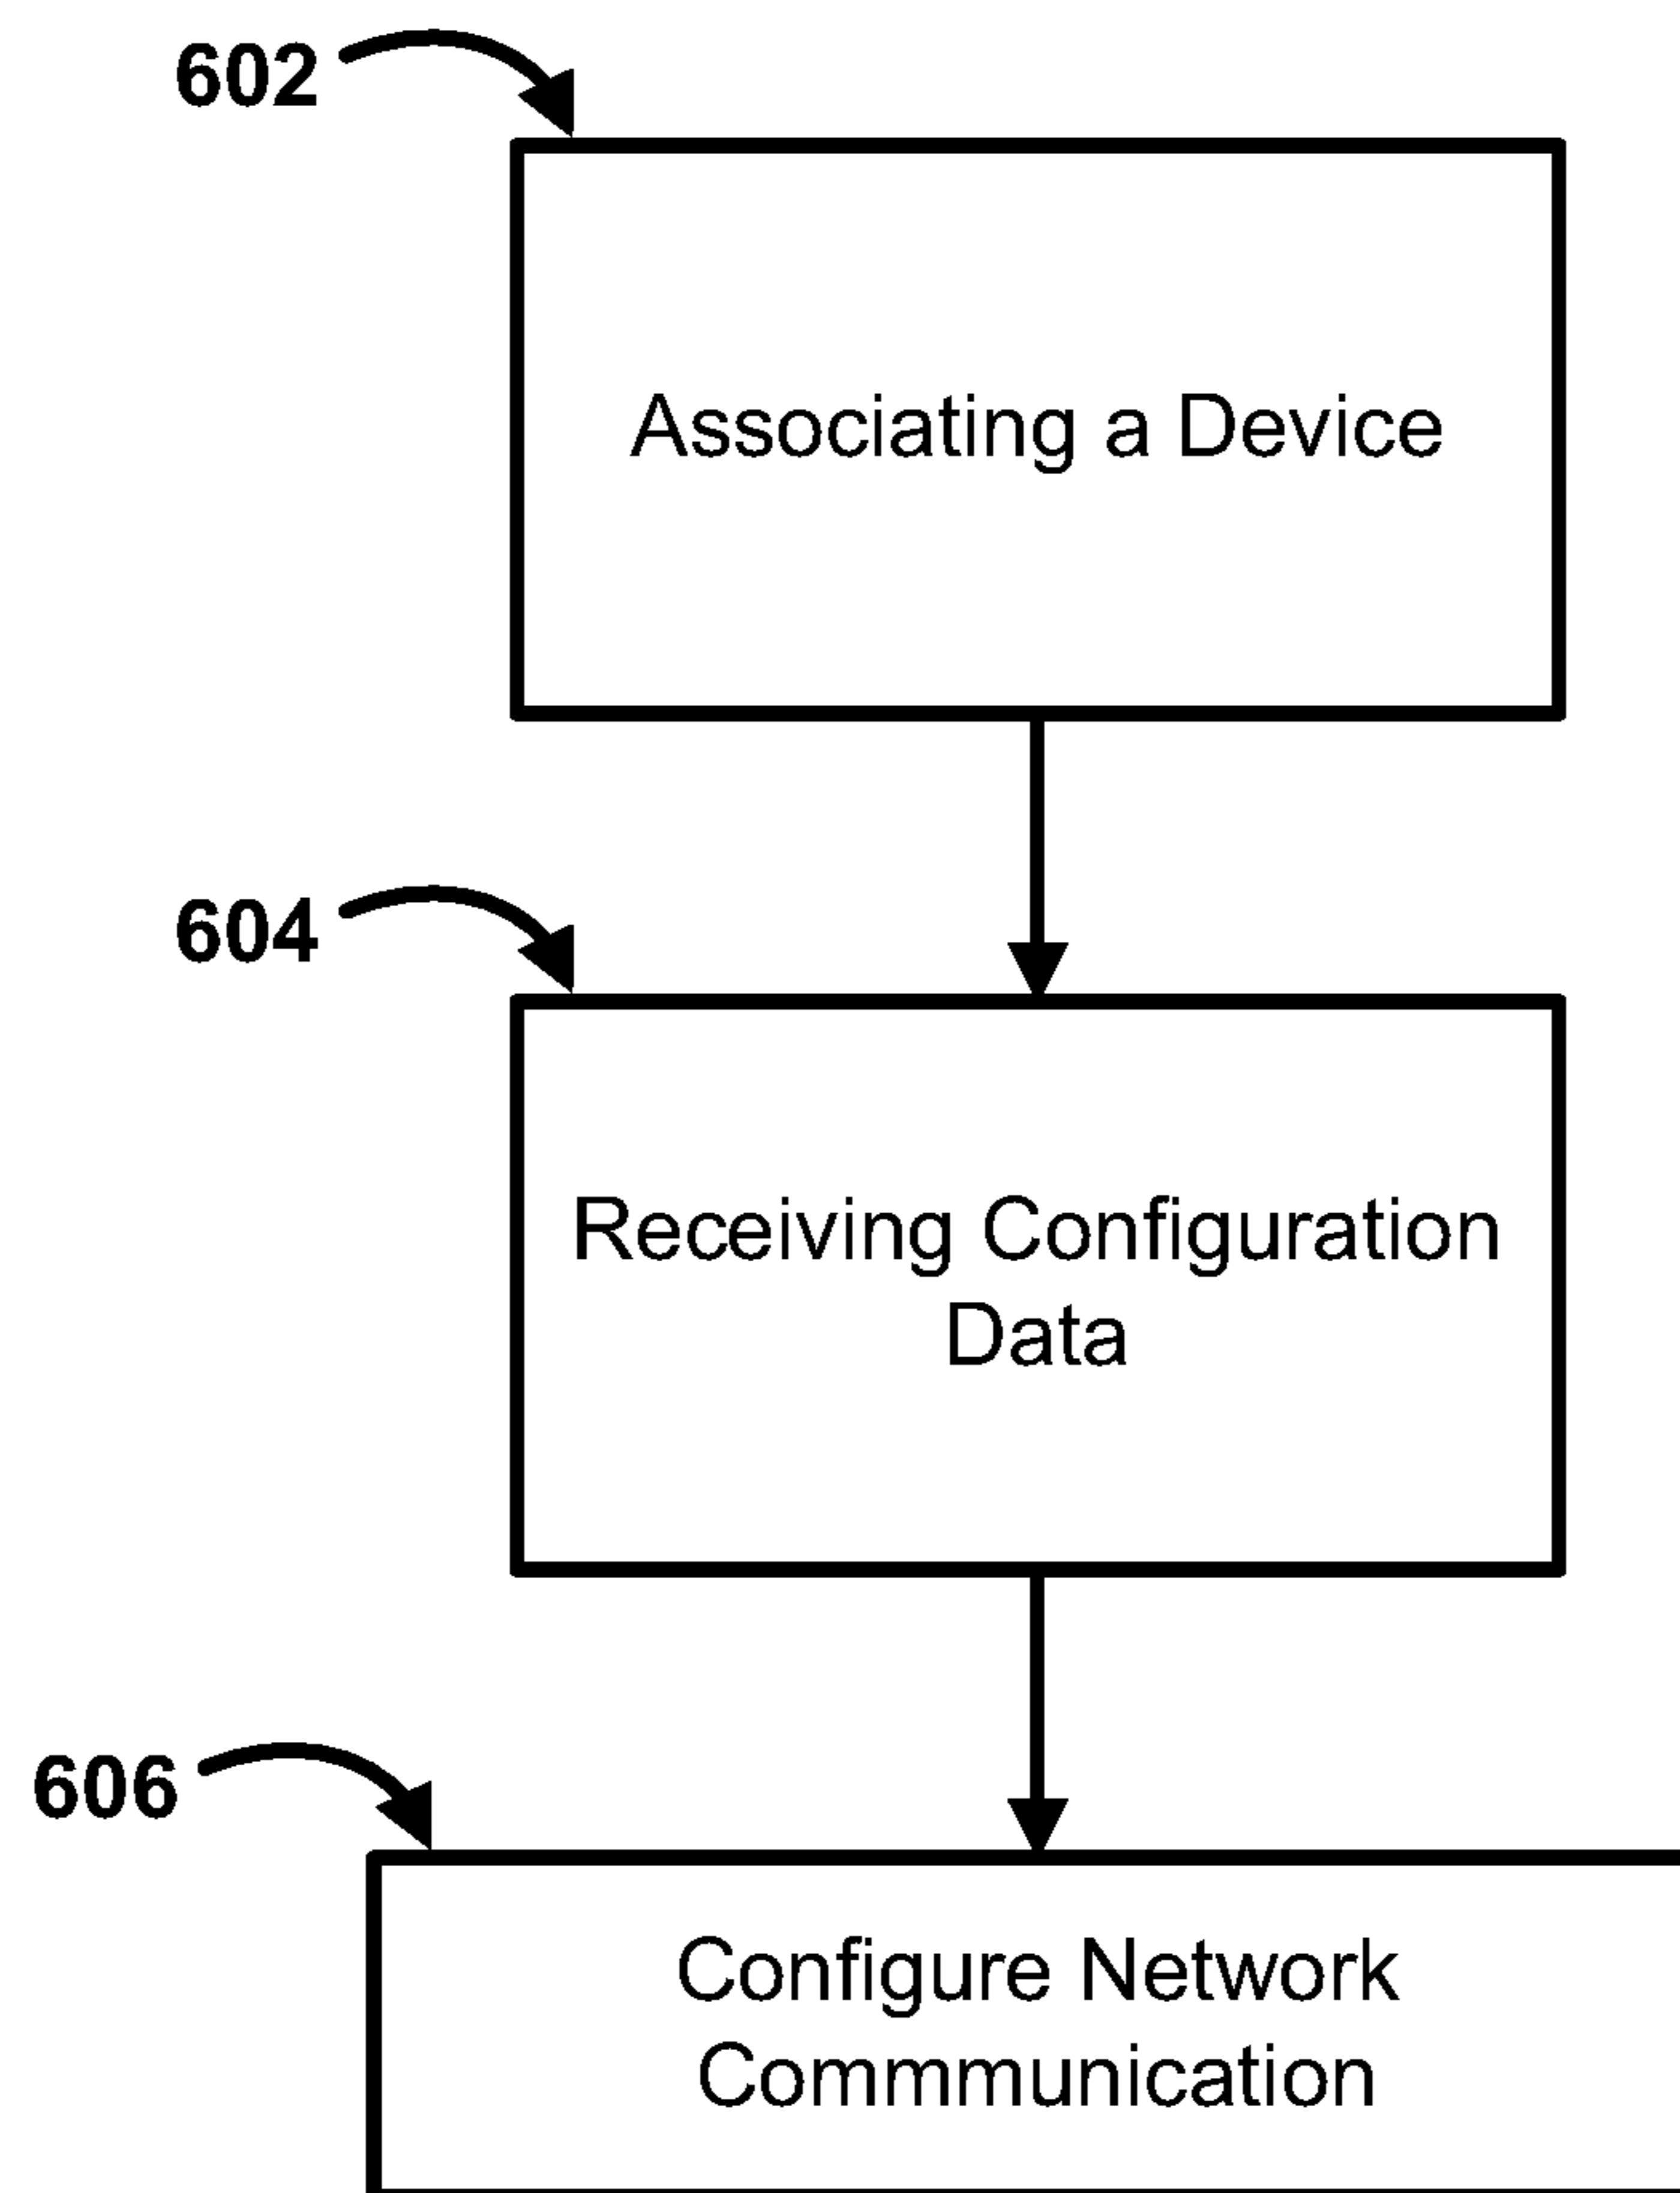 602
Associating a Device
604
Receiving Configuration
Data
606
Configure Network
Commmunication